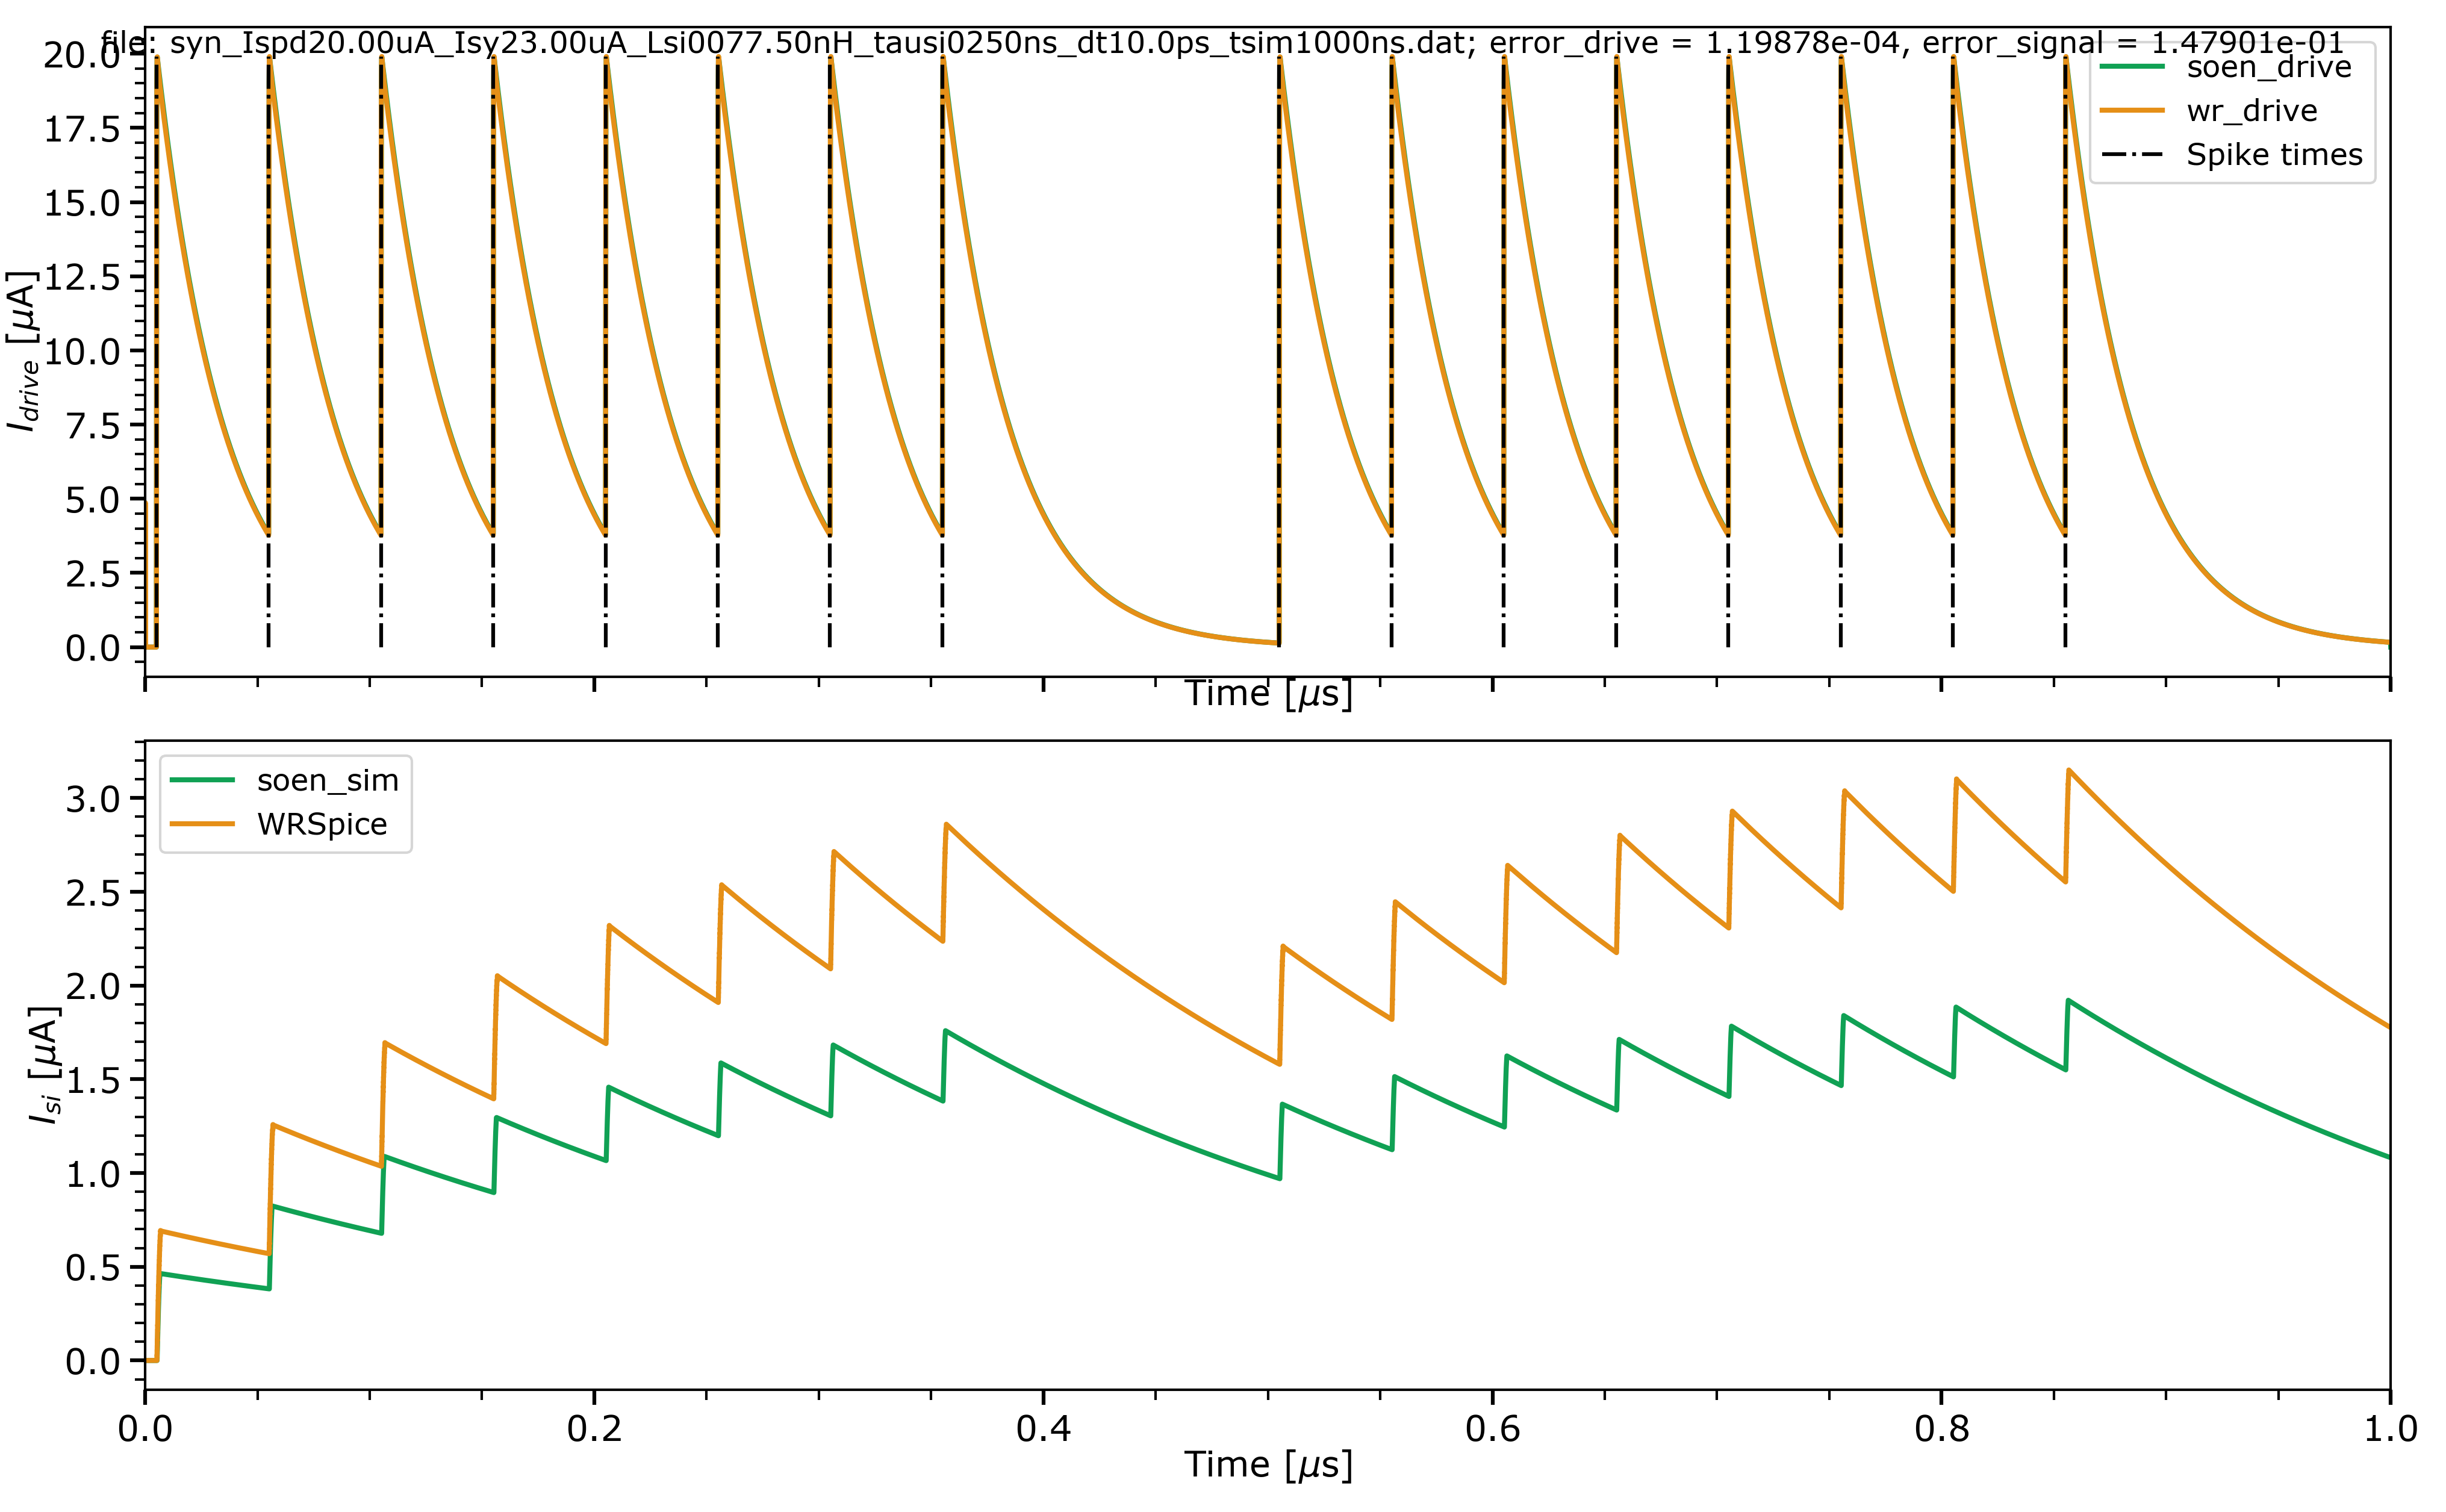 file: syn_Ispd20.00uA_Isy23.00uA_Lsi0077.50nH_tausi0250ns_dt10.0ps_tsim1000ns.dat; error_drive = 1.19878e-04, error_signal = 1.47901e-01
soen_drive
wr_drive
Spike times
20.0
17.5
15.0
12.5
10.0
7.5
5.0
2.5
0.0
I_drive [μA]
Time [μs]
soen_sim
WRSpice
3.0
2.5
2.0
1.5
1.0
0.5
0.0
I_si [μA]
0.0 0.2 0.4 0.6 0.8 1.0
Time [μs]